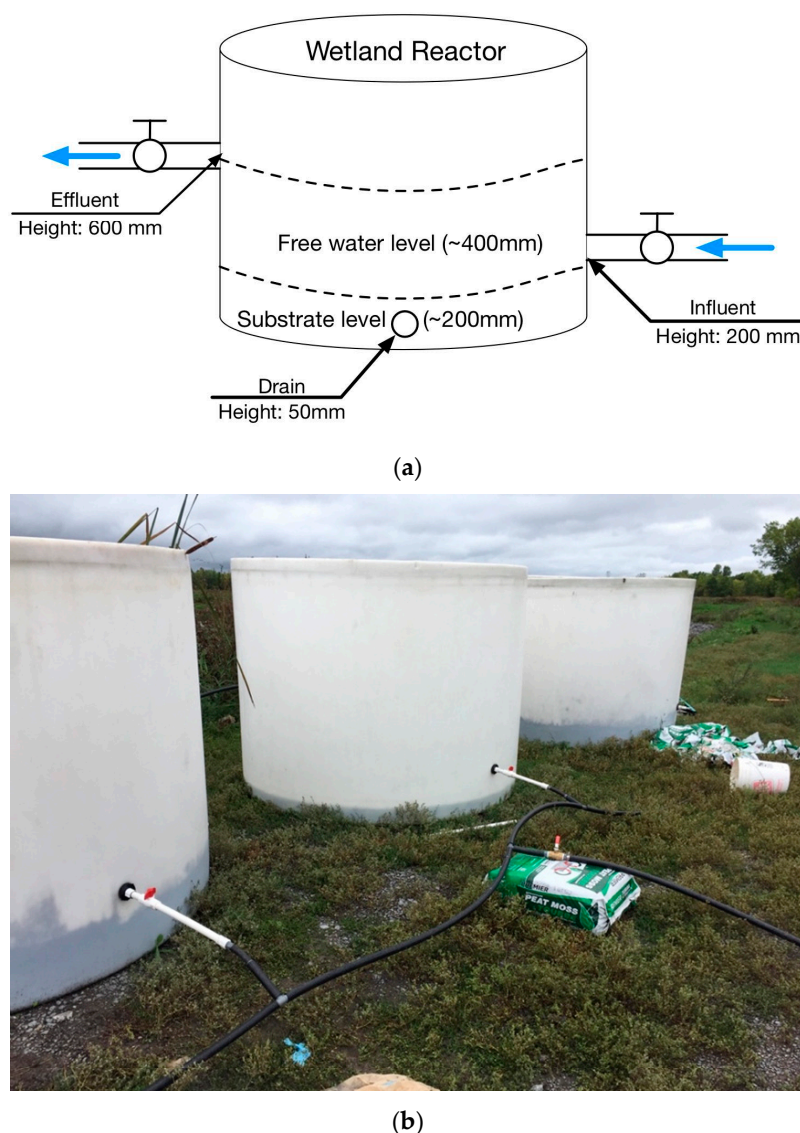 Wetland Reactor
Effluent
Height: 600 mm
Free water level (~400mm)
Influent
Height: 200 mm
Substrate level (~200mm)
Drain
Height: 50mm
(a)
PEAT MOSS
(b)